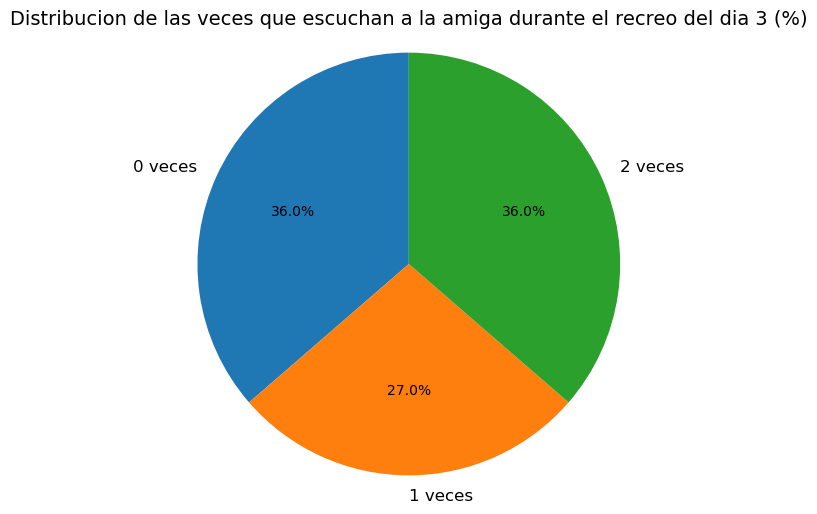 Distribucion de las veces que escuchan a la amiga durante el recreo del dia 3 (%)
0 veces
2 veces
36.0%
36.0%
27.0%
1 veces